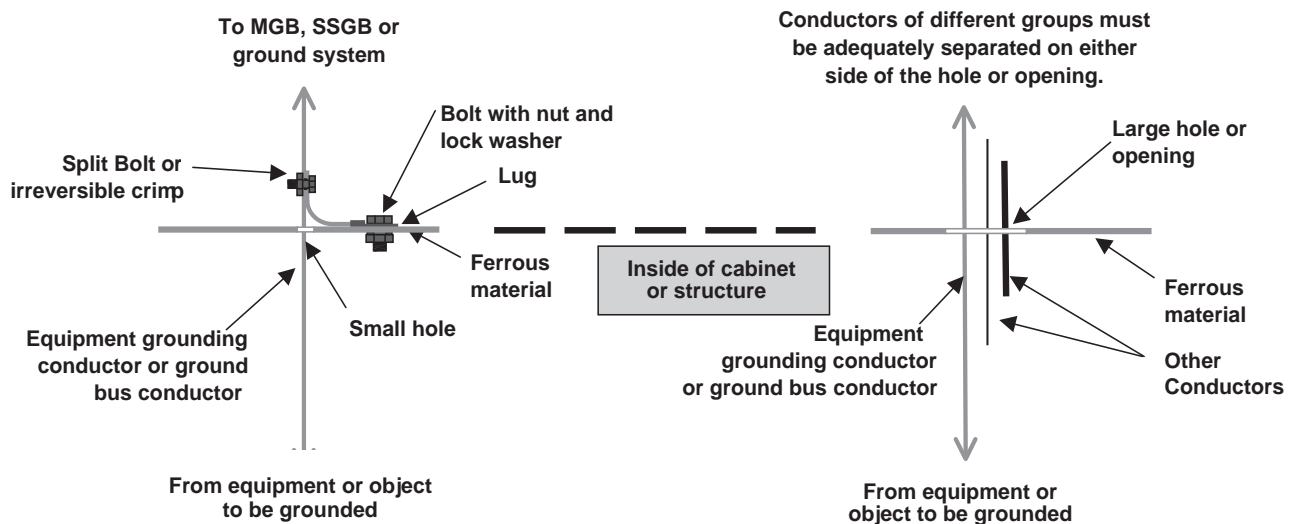 To MGB, SSGB or
ground system
Bolt with nut and
lock washer
Split Bolt or
irreversible crimp
Lug
Ferrous
material
Small hole
Equipment grounding
conductor or ground
bus conductor
From equipment or object
to be grounded
Inside of cabinet
or structure
Conductors of different groups must
be adequately separated on either
side of the hole or opening.
Large hole or
opening
Ferrous
material
Equipment
grounding conductor
or ground bus conductor
Other
Conductors
From equipment or
object to be grounded